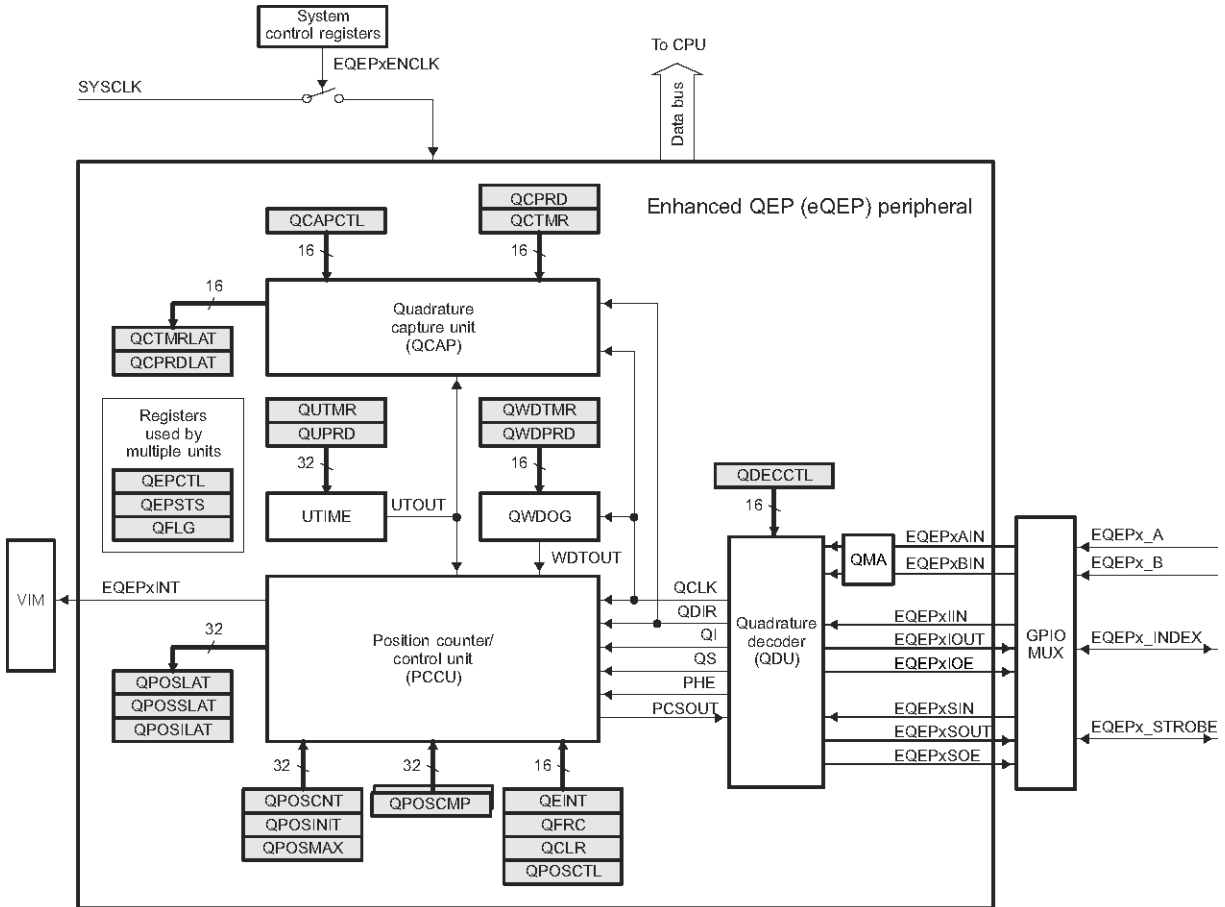 System
control registers
To CPU
EQEPxENCLK
SYSCLK
Data bus
Enhanced QEP (eQEP) peripheral
QCAPCTL
QCPRD
QCTMR
16
16
16
Quadrature
capture unit
(QCAP)
QCTMRLAT
QCPRDLAT
Registers
used by
multiple units
QEPCTL
QEPSTS
QFLG
QUTMR
QUPRD
32
QWDTMR
QWDPRD
16
UTIME
UTOUT
QWDOG
WDTOUT
QDECCTL
16
VIM
EQEPxINT
32
QPOSLAT
QPOSSLAT
QPOSILAT
Position counter/
control unit
(PCCU)
QCLK
QDIR
QI
QS
PHE
PCSOUT
Quadrature
decoder
(QDU)
QMA
EQEPxAIN
EQEPxBIN
EQEPxIIN
EQEPxIOUT
EQEPxIOE
EQEPxSIN
EQEPxSOUT
EQEPxSOE
GPIO
MUX
EQEPx_A
EQEPx_B
EQEPx_INDEX
EQEPx_STROBE
32
32
16
QPOSCNT
QPOSINIT
QPOSMAX
QPOSCMP
QEINT
QFRC
QCLR
QPOSCTL